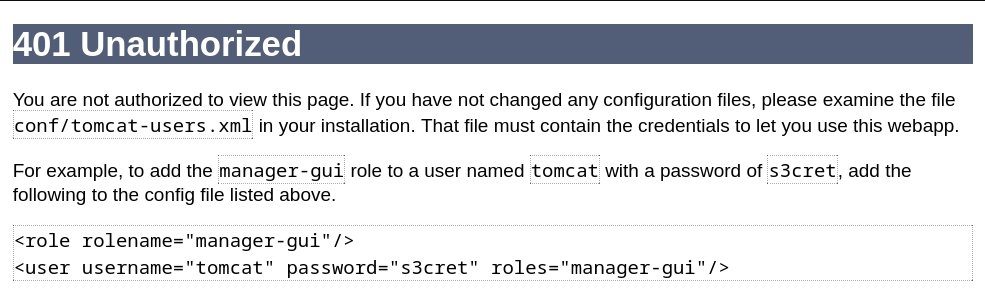 401 Unauthorized
You are not authorized to view this page. If you have not changed any configuration files, please examine the file
conf/tomcat-users.xml in your installation. That file must contain the credentials to let you use this webapp.
For example, to add the manager-gui role to a user named tomcat with a password of s3cret, add the
following to the config file listed above.
<role rolename="manager-gui"/>
<user username="tomcat" password="s3cret" roles="manager-gui"/>